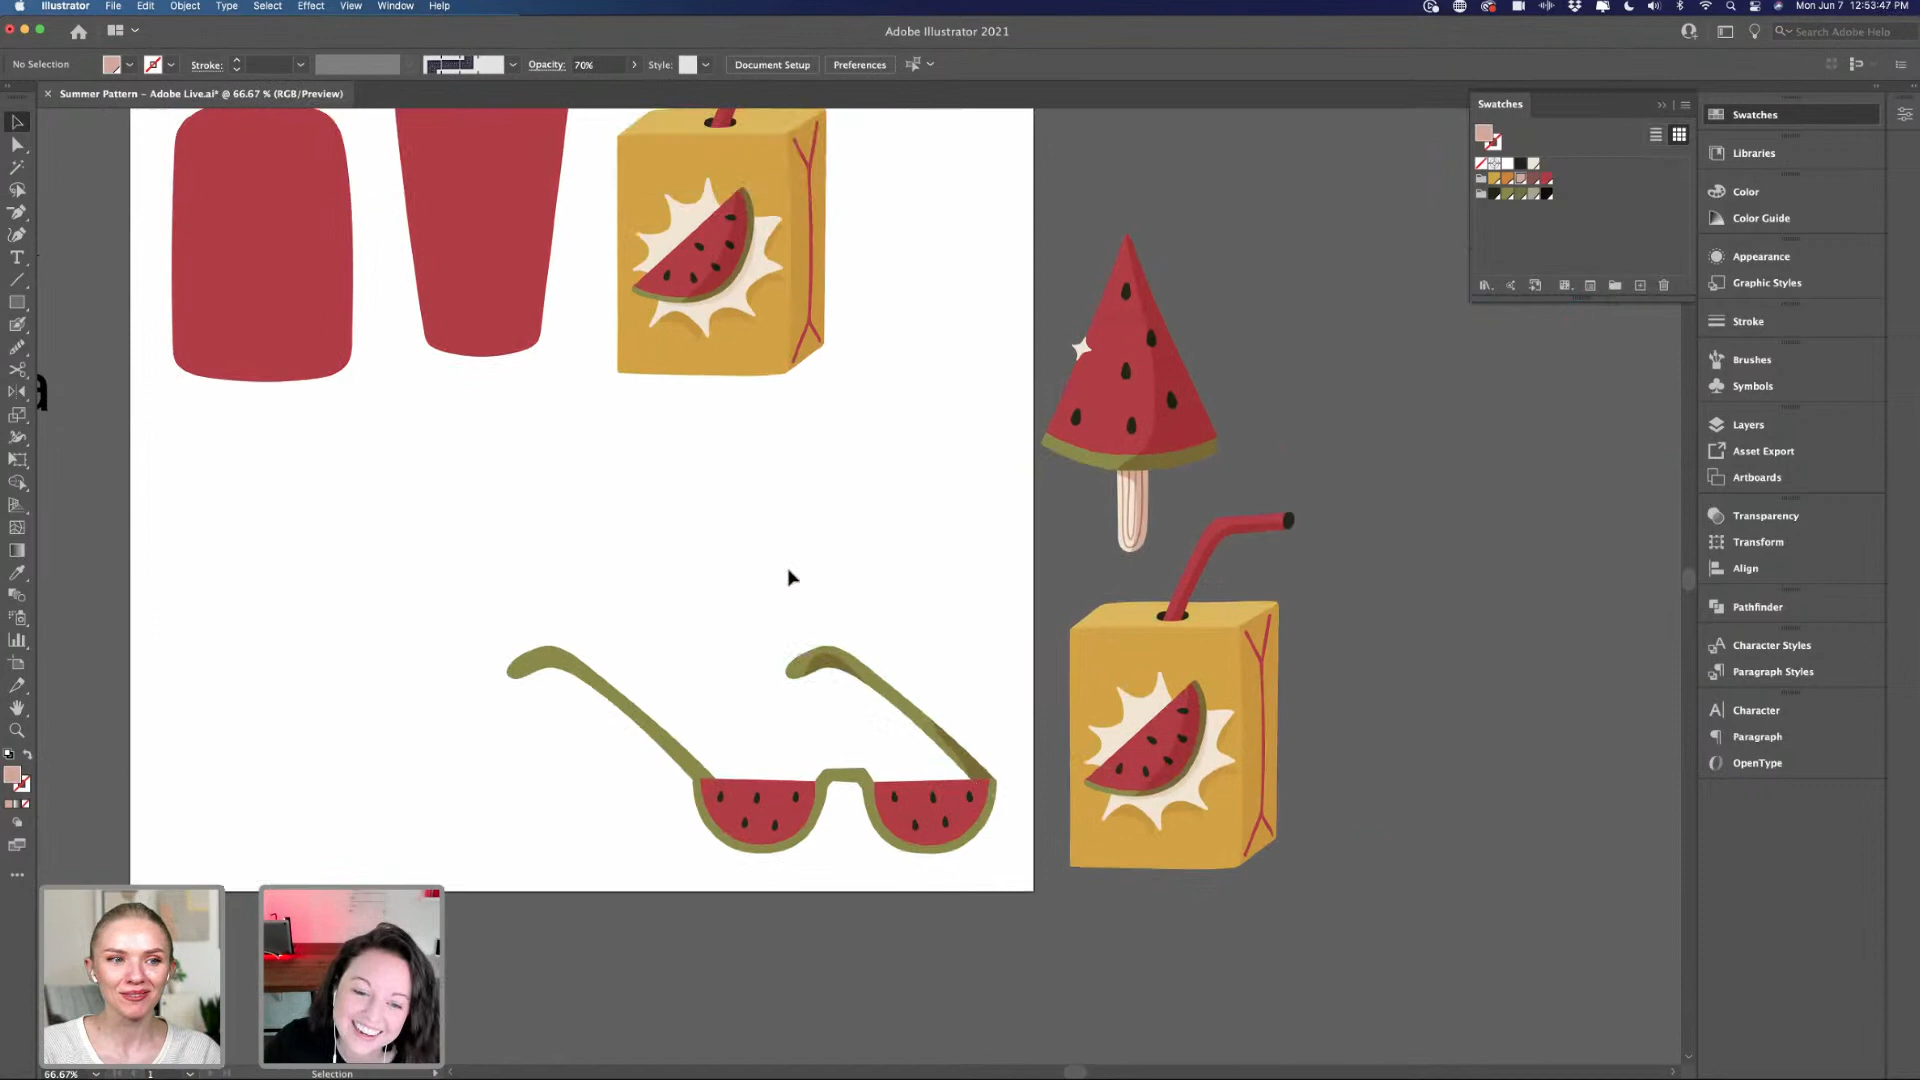 Illustrator File Edit Object Type Select Effect View Window Help
Mon Jun 7 12:53:47 PM
Adobe Illustrator 2021
Search Adobe Help
No Selection
Stroke:
Opacity: 70%
Style:
Document Setup
Preferences
× Summer Pattern – Adobe Live.ai* @ 66.67 % (RGB/Preview)
Swatches
Swatches
Libraries
Color
Color Guide
Appearance
Graphic Styles
Stroke
Brushes
Symbols
Layers
Asset Export
Artboards
Transparency
Transform
Align
Pathfinder
Character Styles
Paragraph Styles
Character
Paragraph
OpenType
a
66.67%
1
Selection